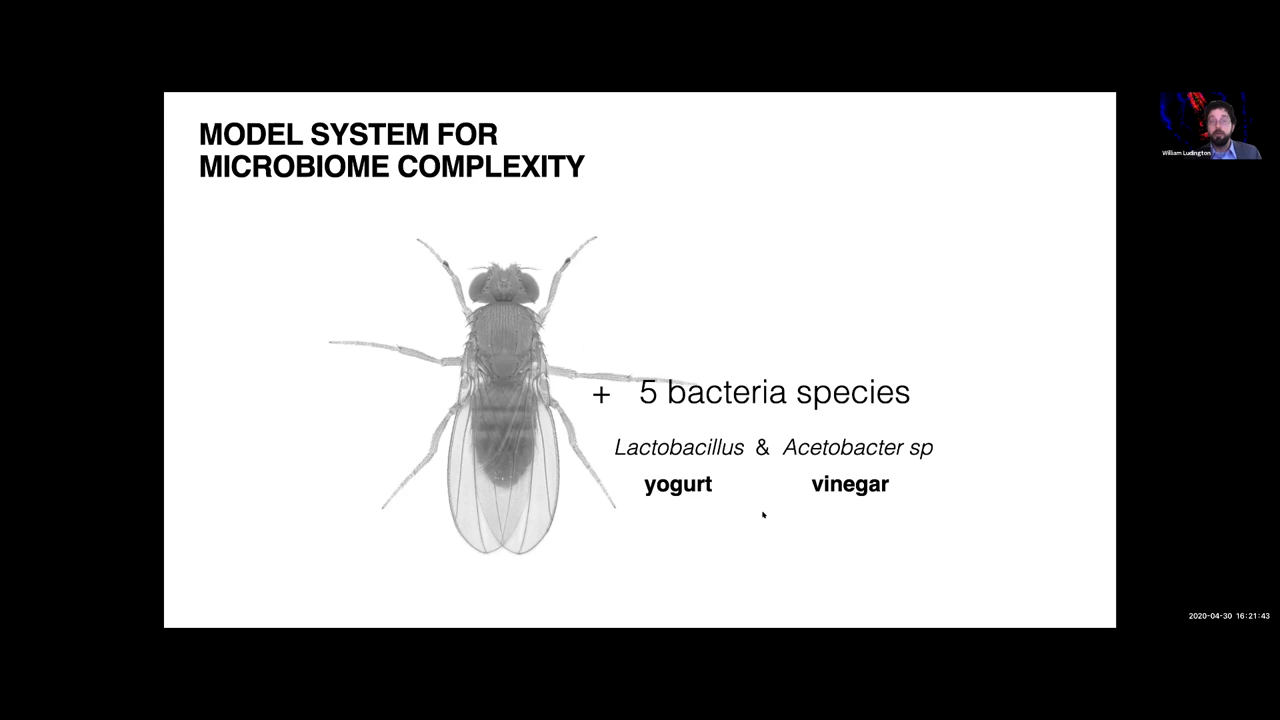 MODEL SYSTEM FOR
MICROBIOME COMPLEXITY
+ 5 bacteria species
Lactobacillus & Acetobacter sp
yogurt vinegar
William Ludington
2020-04-30 16:21:43